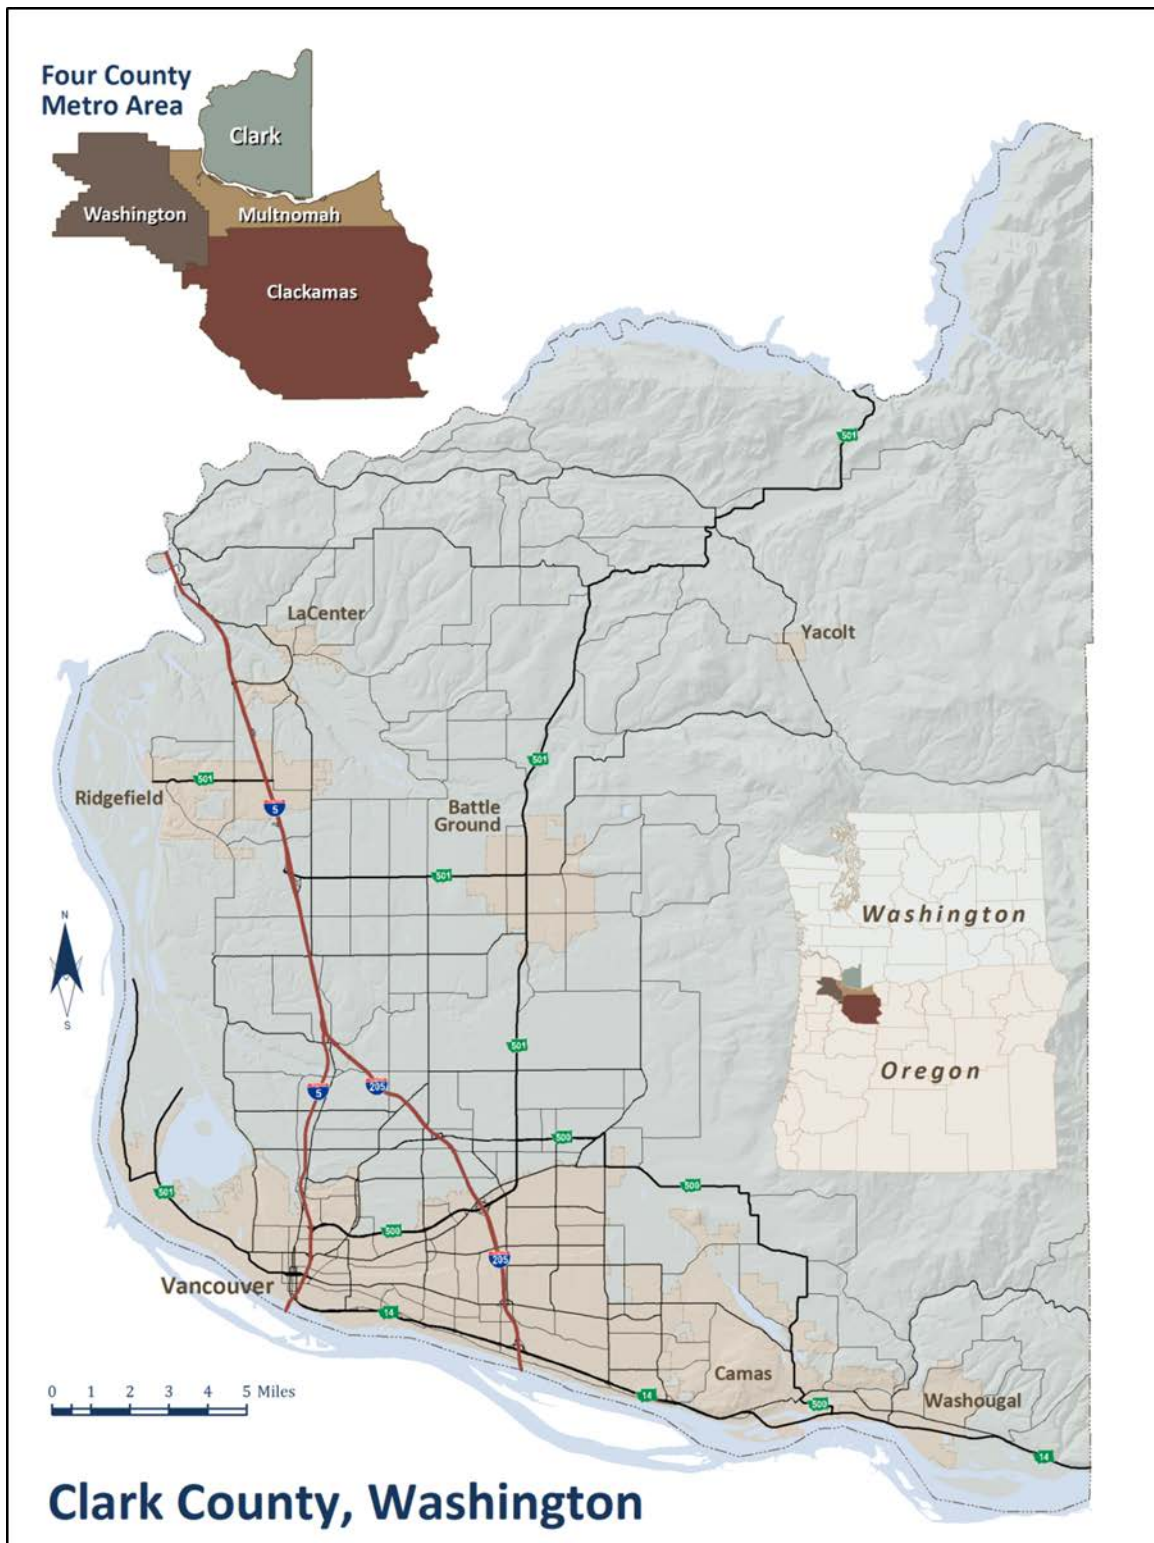 Four County
Metro Area
Clark
Washington
Multnomah
Clackamas
501
LaCenter
Yacolt
501
501
Ridgefield
5
Battle
Ground
501
Washington
N
S
501
Oregon
5
205
500
500
501
500
205
Vancouver
14
Camas
0 1 2 3 4 5 Miles
14
500
Washougal
14
Clark County, Washington